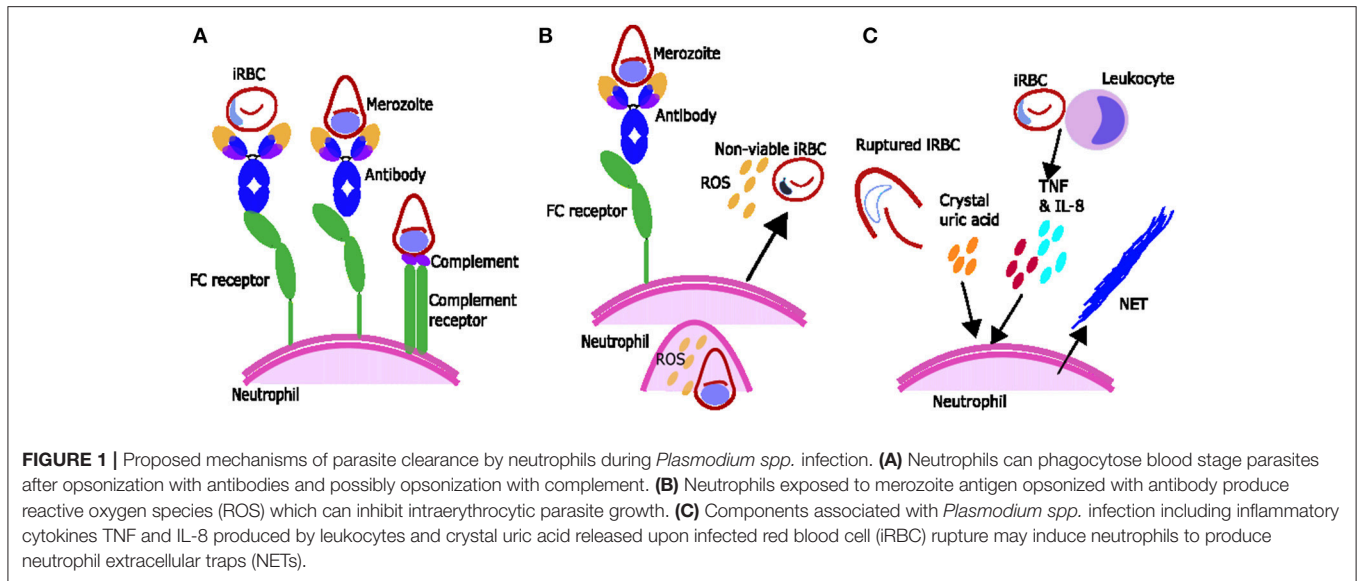 A
iRBC
Merozoite
Antibody
FC receptor
Complement
Complement
receptor
Neutrophil
B
Merozoite
Antibody
Non-viable iRBC
ROS
FC receptor
Neutrophil
ROS
C
iRBC
Leukocyte
Ruptured IRBC
TNF
& IL-8
Crystal
uric acid
NET
Neutrophil
FIGURE 1 | Proposed mechanisms of parasite clearance by neutrophils during Plasmodium spp. infection. (A) Neutrophils can phagocytose blood stage parasites
after opsonization with antibodies and possibly opsonization with complement. (B) Neutrophils exposed to merozoite antigen opsonized with antibody produce
reactive oxygen species (ROS) which can inhibit intraerythrocytic parasite growth. (C) Components associated with Plasmodium spp. infection including inflammatory
cytokines TNF and IL-8 produced by leukocytes and crystal uric acid released upon infected red blood cell (iRBC) rupture may induce neutrophils to produce
neutrophil extracellular traps (NETs).